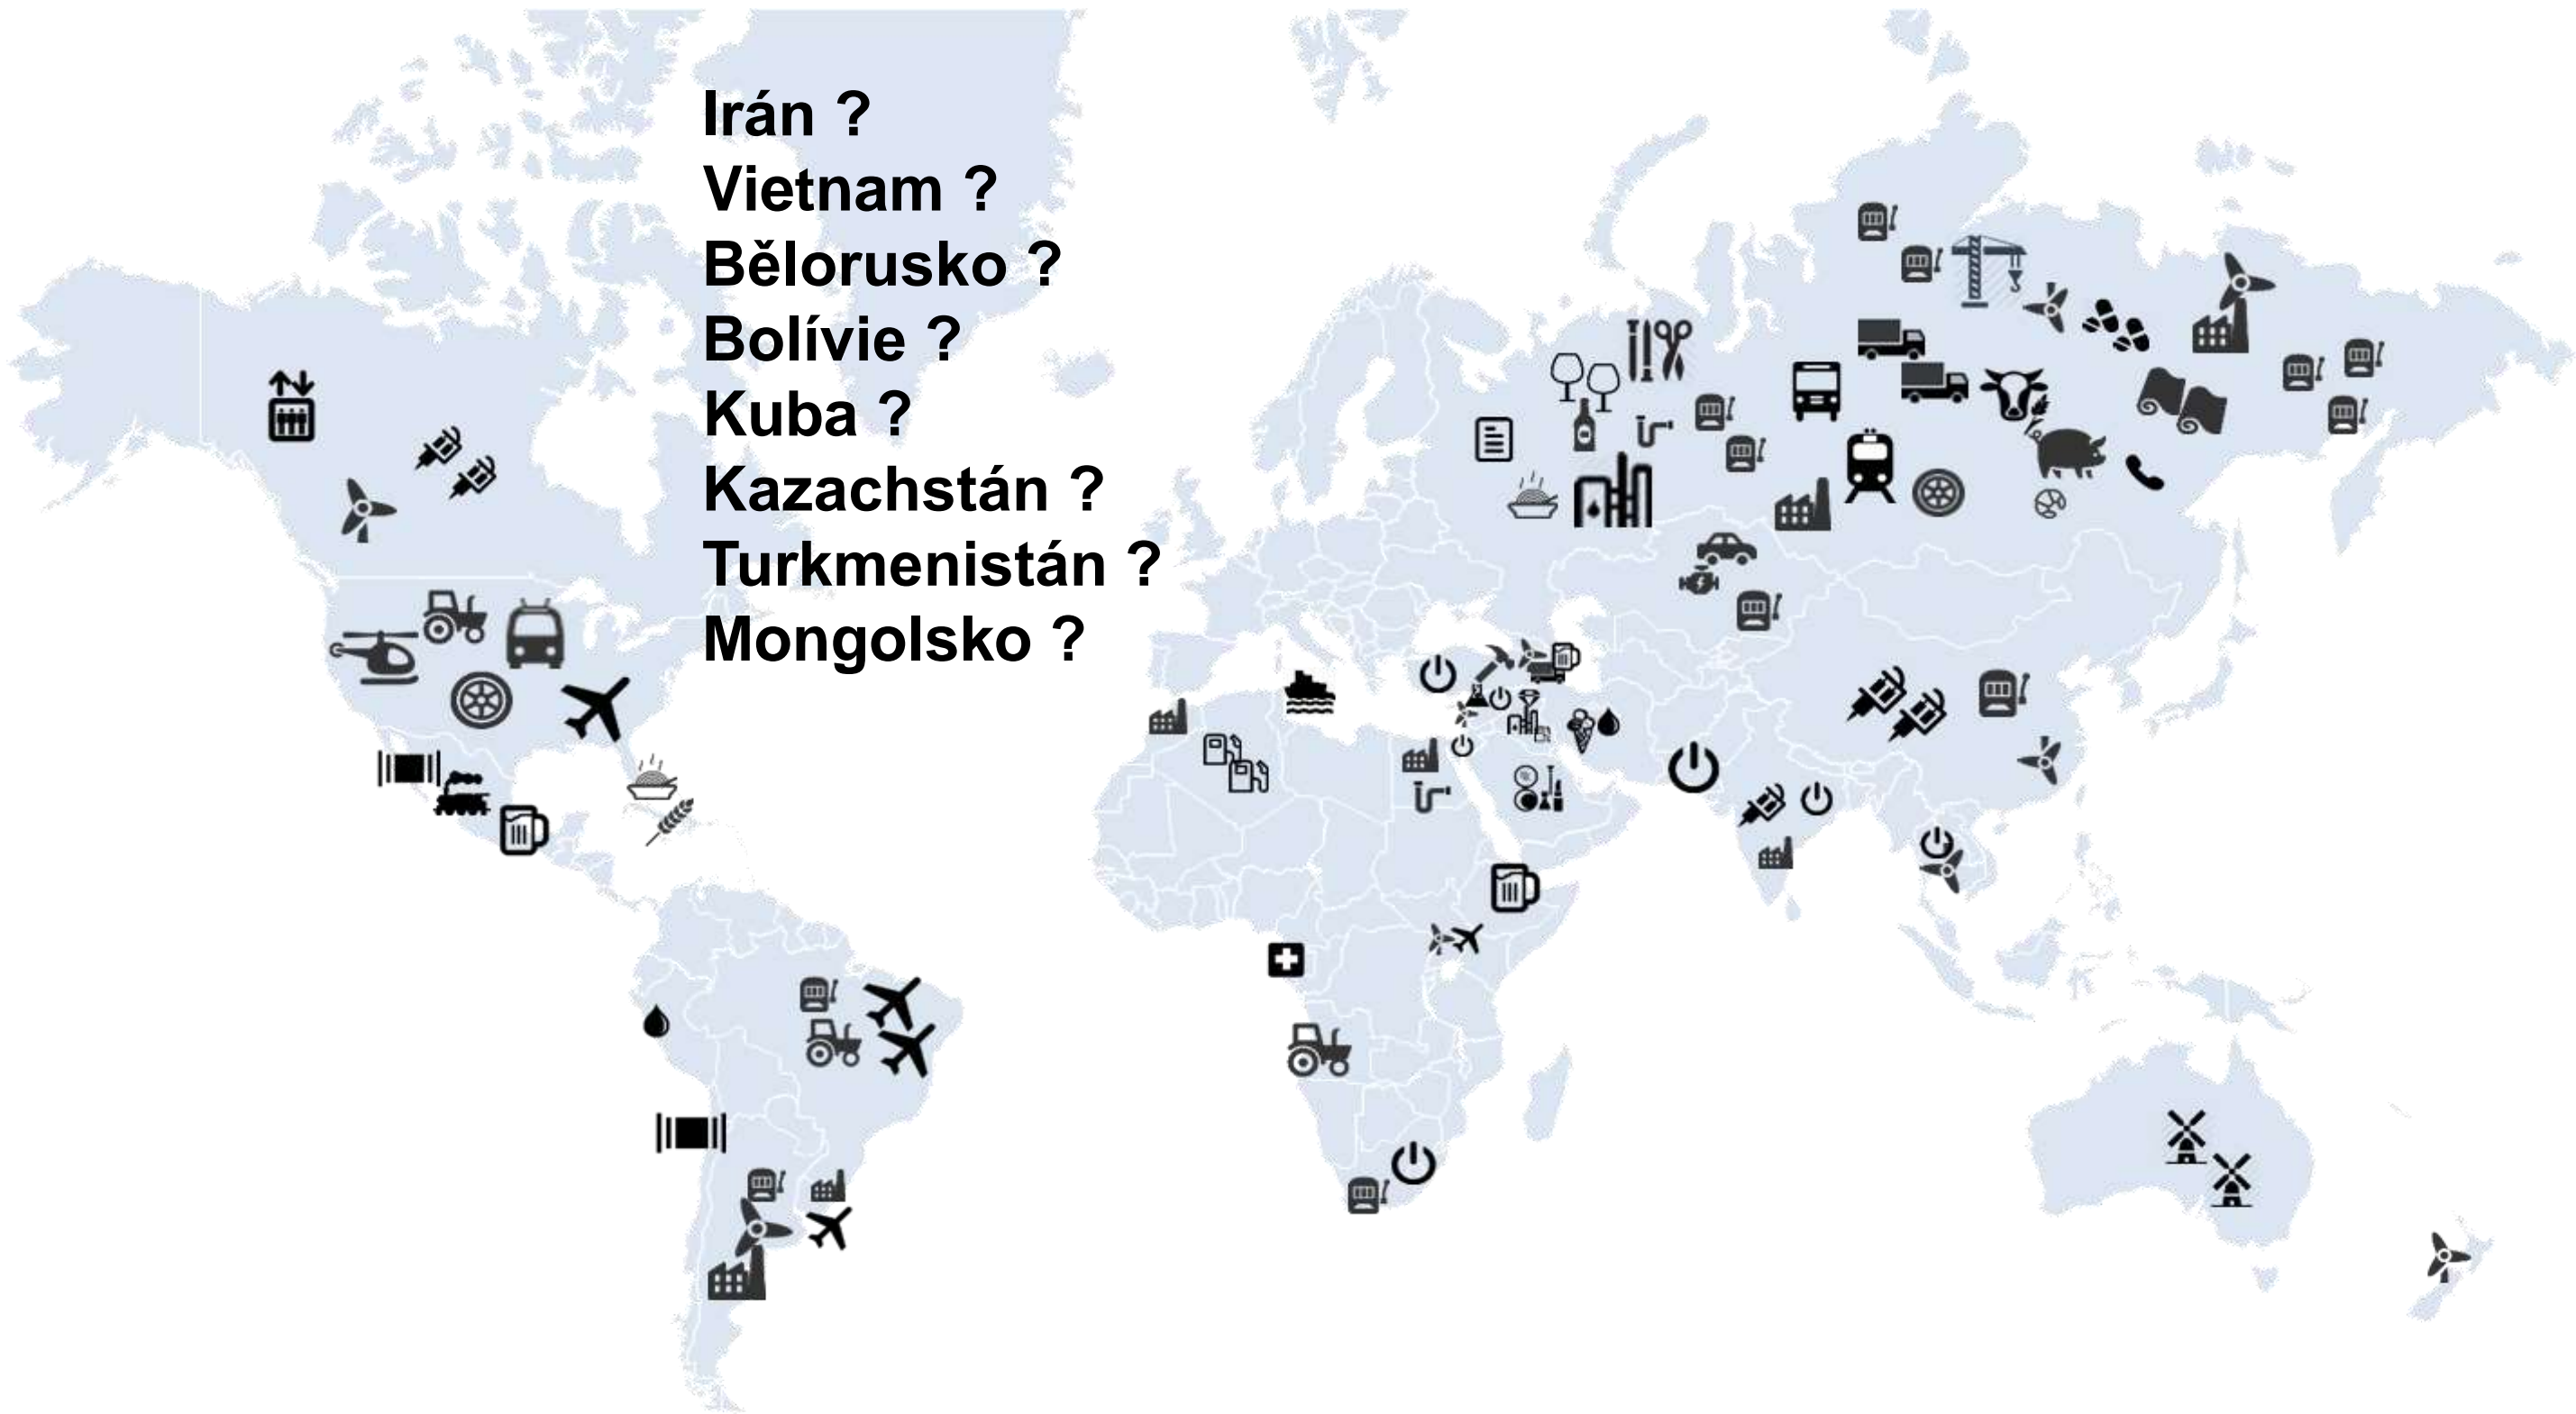 Irán ?
Vietnam ?
Bělorusko ?
Bolívie ?
Kuba ?
Kazachstán ?
Turkmenistán ?
Mongolsko ?